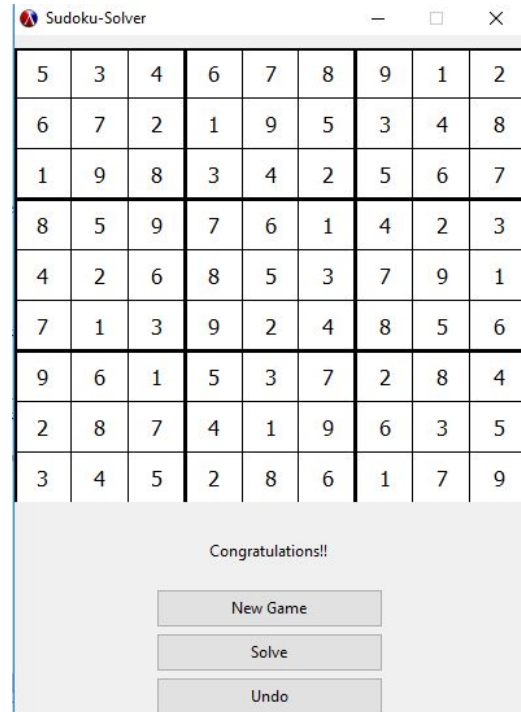 Sudoku-Solver
5 3 4 6 7 8 9 1 2
6 7 2 1 9 5 3 4 8
1 9 8 3 4 2 5 6 7
8 5 9 7 6 1 4 2 3
4 2 6 8 5 3 7 9 1
7 1 3 9 2 4 8 5 6
9 6 1 5 3 7 2 8 4
2 8 7 4 1 9 6 3 5
3 4 5 2 8 6 1 7 9
Congratulations!!
New Game
Solve
Undo